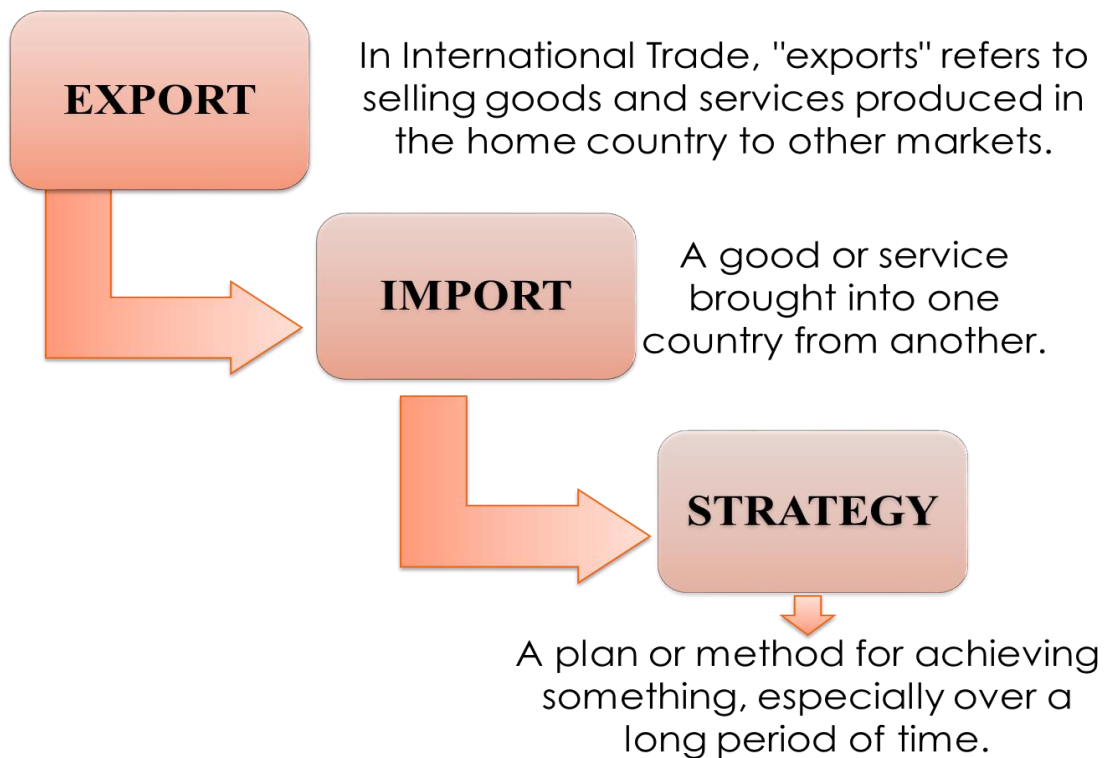 EXPORT
In International Trade, "exports" refers to
selling goods and services produced in
the home country to other markets.
IMPORT
A good or service
brought into one
country from another.
STRATEGY
A plan or method for achieving
something, especially over a
long period of time.